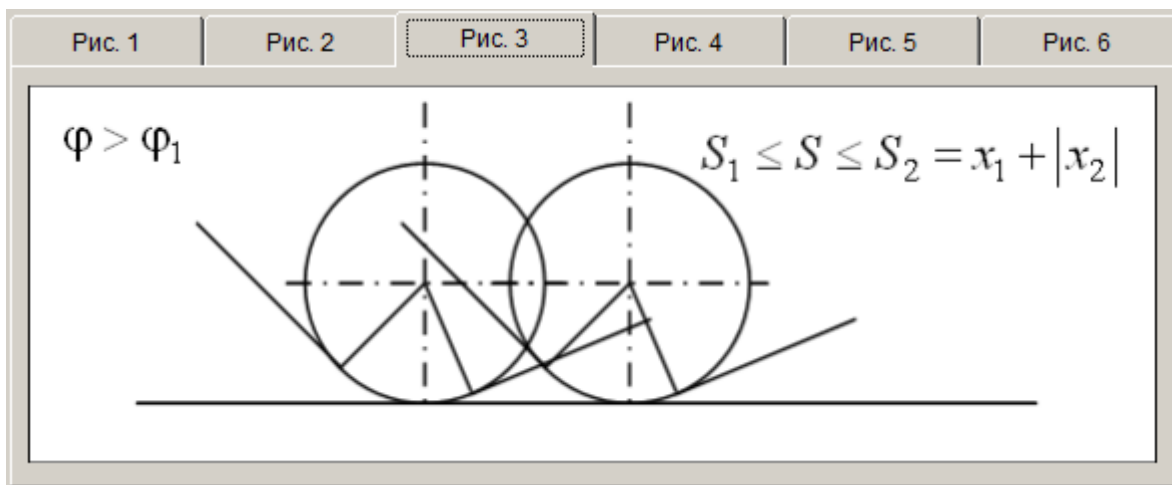 Рис. 1 Рис. 2 Рис. 3 Рис. 4 Рис. 5 Рис. 6
φ > φ₁
S₁ ≤ S ≤ S₂ = x₁ + |x₂|